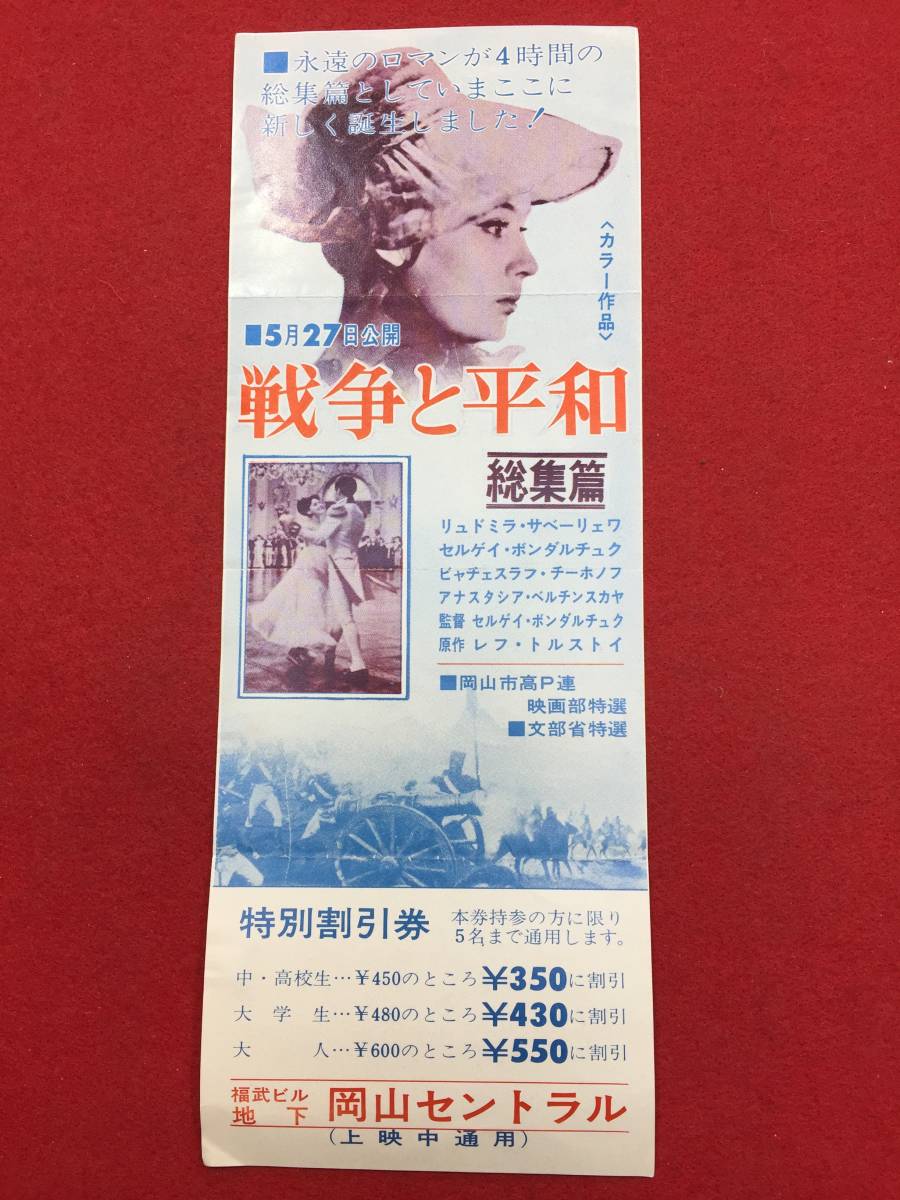 ■永遠のロマンが4時間の
総集篇としていまここに
新しく誕生しました!
〈カラー作品〉
■5月27日公開
戦争と平和
総集篇
リュドミラ・サベーリェワ
セルゲイ・ボンダルチュク
ビャチェスラフ・チーホノフ
アナスタシア・ベルチンスカヤ
監督 セルゲイ・ボンダルチュク
原作 レフ・トルストイ
■岡山市高P連
映画部特選
■文部省特選
特別割引券
本券持参の方に限り
5名まで通用します。
中・高校生…¥450のところ¥350に割引
大学生…¥480のところ¥430に割引
大人…¥600のところ¥550に割引
福武ビル
地下
岡山セントラル
(上映中通用)